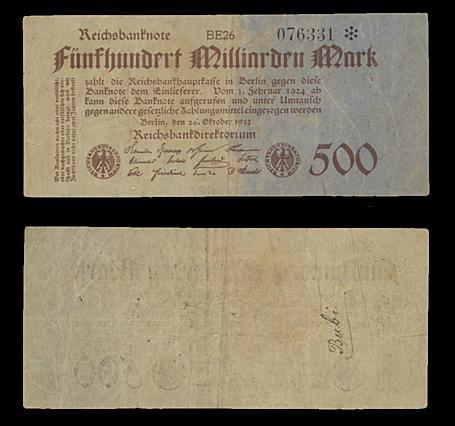 Reichsbanknote BE26 076331 *
Fünfhundert Milliarden Mark
zahlt die Reichsbankhauptkasse in Berlin gegen diese
Banknote dem Einlieferer. Vom 1. Februar 1924 ab
kann diese Banknote aufgerufen und unter Umtausch
gegen andere gesetzliche Zahlungsmittel eingezogen werden
Berlin, den 26. Oktober 1923
Reichsbankdirektorium
500
Bubi